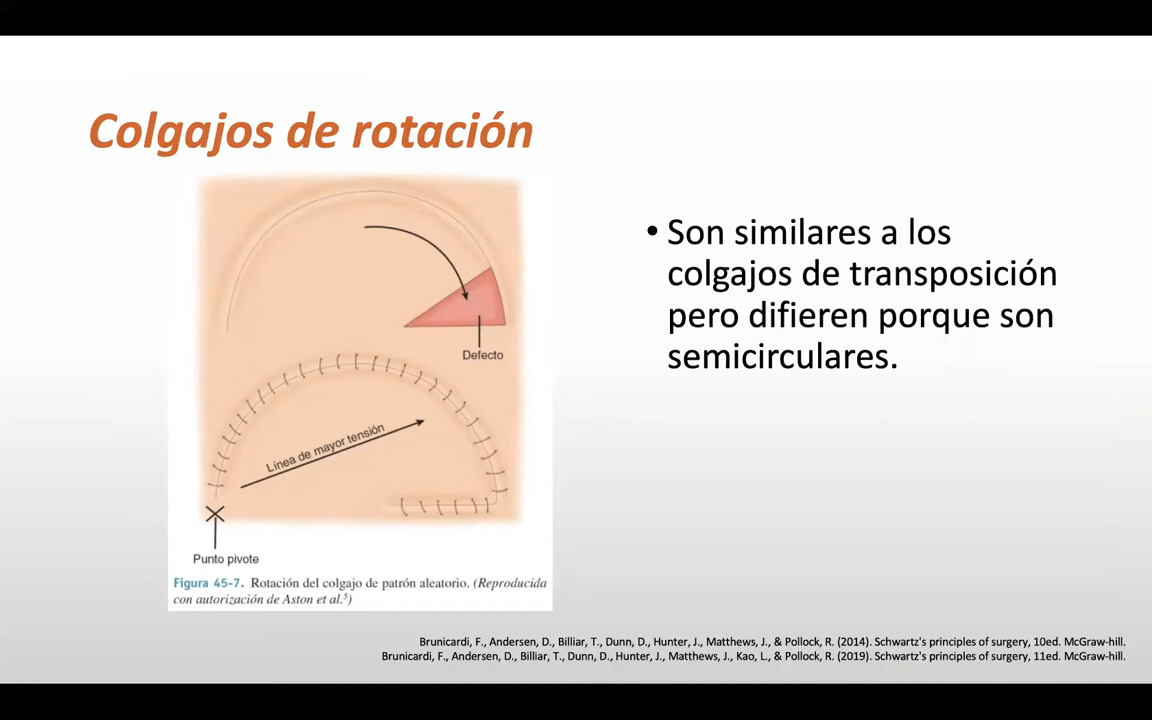 Colgajos de rotación
Defecto
Línea de mayor tensión
Punto pivote
Figura 45-7. Rotación del colgajo de patrón aleatorio. (Reproducida
con autorización de Aston et al.⁵)
• Son similares a los
colgajos de transposición
pero difieren porque son
semicirculares.
Brunicardi, F., Andersen, D., Billiar, T., Dunn, D., Hunter, J., Matthews, J., & Pollock, R. (2014). Schwartz's principles of surgery, 10ed. McGraw-hill.
Brunicardi, F., Andersen, D., Billiar, T., Dunn, D., Hunter, J., Matthews, J., Kao, L., & Pollock, R. (2019). Schwartz's principles of surgery, 11ed. McGraw-hill.